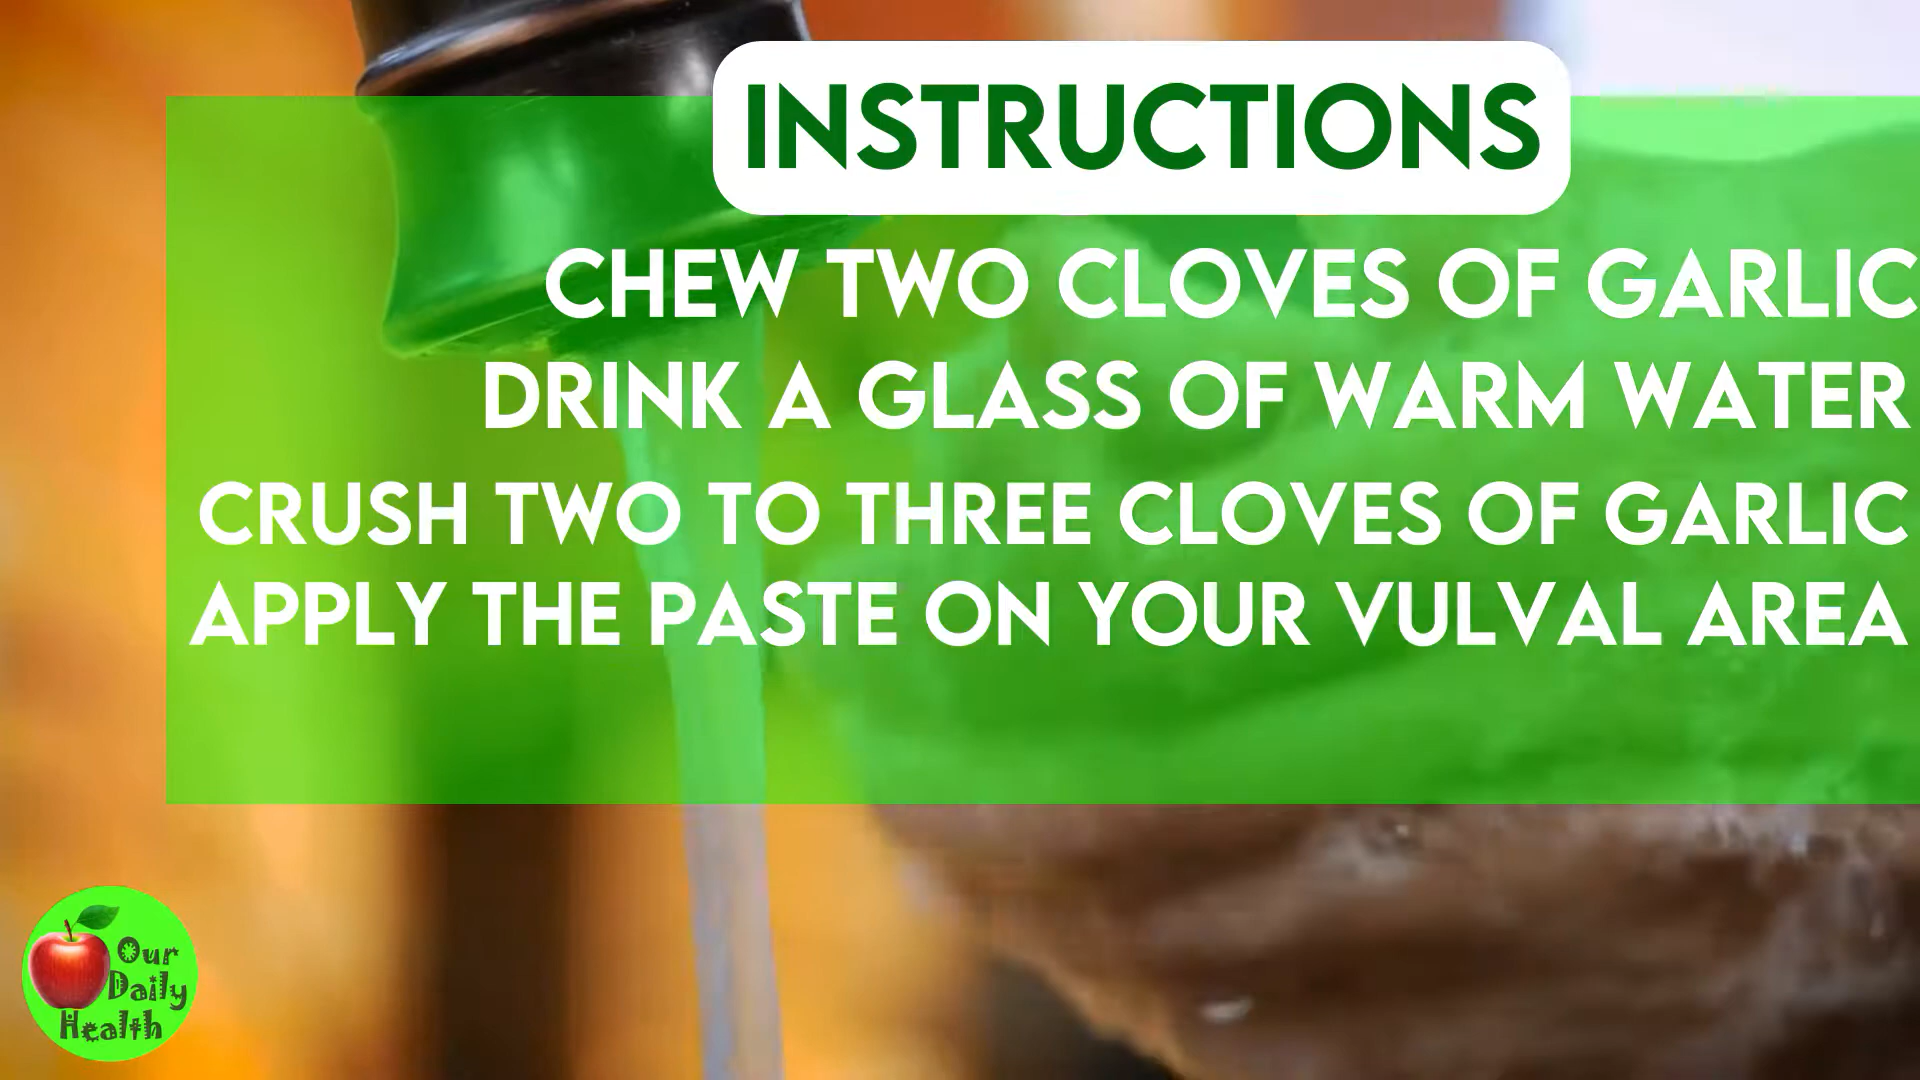 INSTRUCTIONS
CHEW TWO CLOVES OF GARLIC
DRINK A GLASS OF WARM WATER
CRUSH TWO TO THREE CLOVES OF GARLIC
APPLY THE PASTE ON YOUR VULVAL AREA
Our
Daily
Health